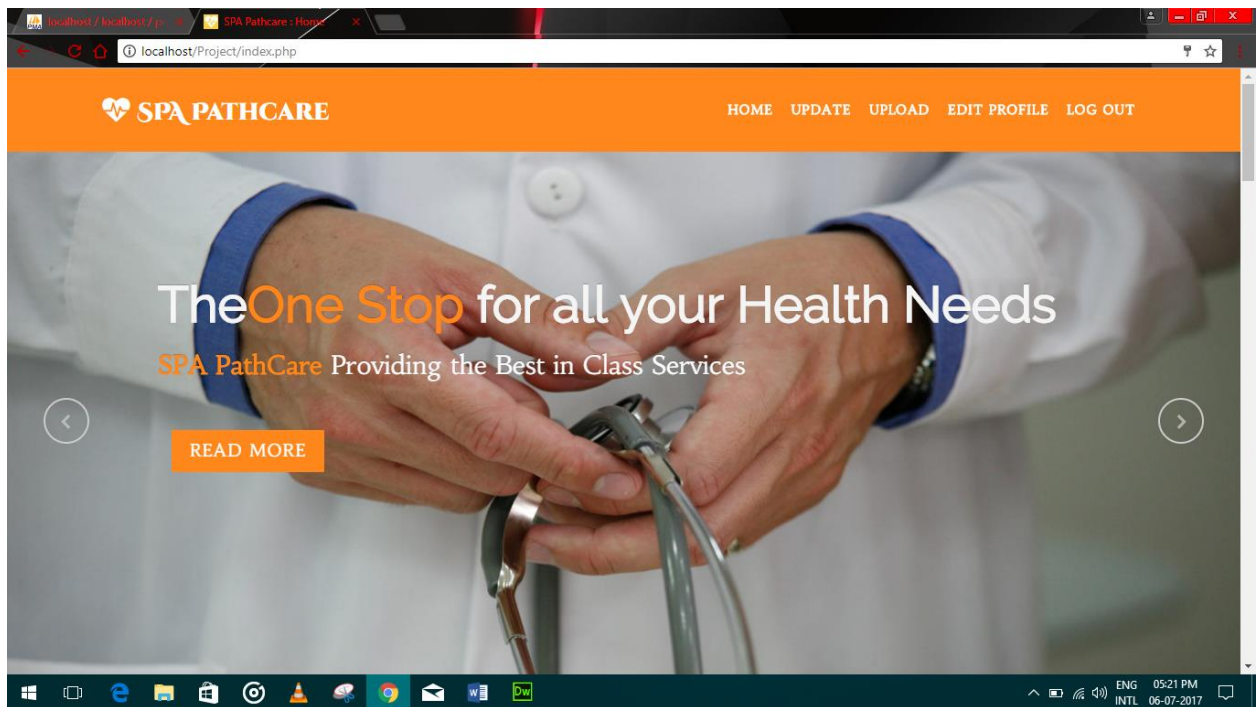 localhost / localhost / p
SPA Pathcare : Home
localhost/Project/index.php
SPA PATHCARE
HOME UPDATE UPLOAD EDIT PROFILE LOG OUT
TheOne Stop for all your Health Needs
SPA PathCare Providing the Best in Class Services
READ MORE
ENG 05:21 PM
INTL 06-07-2017
W
Dw
PMA